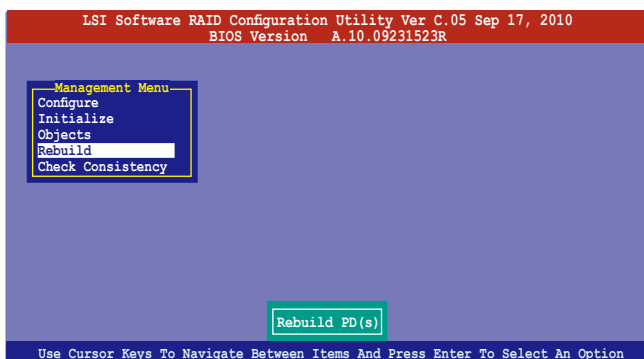 LSI Software RAID Configuration Utility Ver C.05 Sep 17, 2010
BIOS Version A.10.09231523R
Management Menu
Configure
Initialize
Objects
Rebuild
Check Consistency
Rebuild PD(s)
Use Cursor Keys To Navigate Between Items And Press Enter To Select An Option